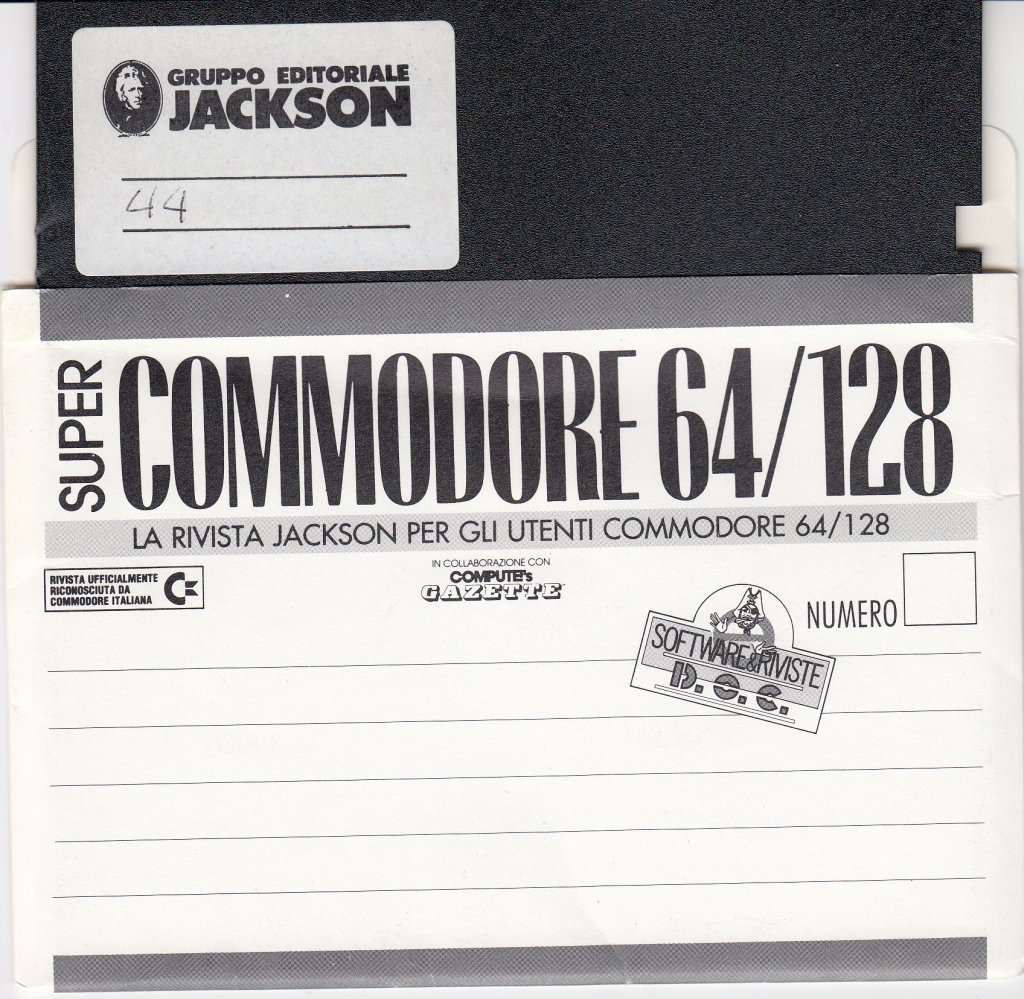 GRUPPO EDITORIALE
JACKSON
44
SUPER
COMMODORE 64/128
LA RIVISTA JACKSON PER GLI UTENTI COMMODORE 64/128
RIVISTA UFFICIALMENTE
RICONOSCIUTA DA
COMMODORE ITALIANA
IN COLLABORAZIONE CON
COMPUTE!'s
GAZETTE
NUMERO
SOFTWARE&RIVISTE
D.O.C.